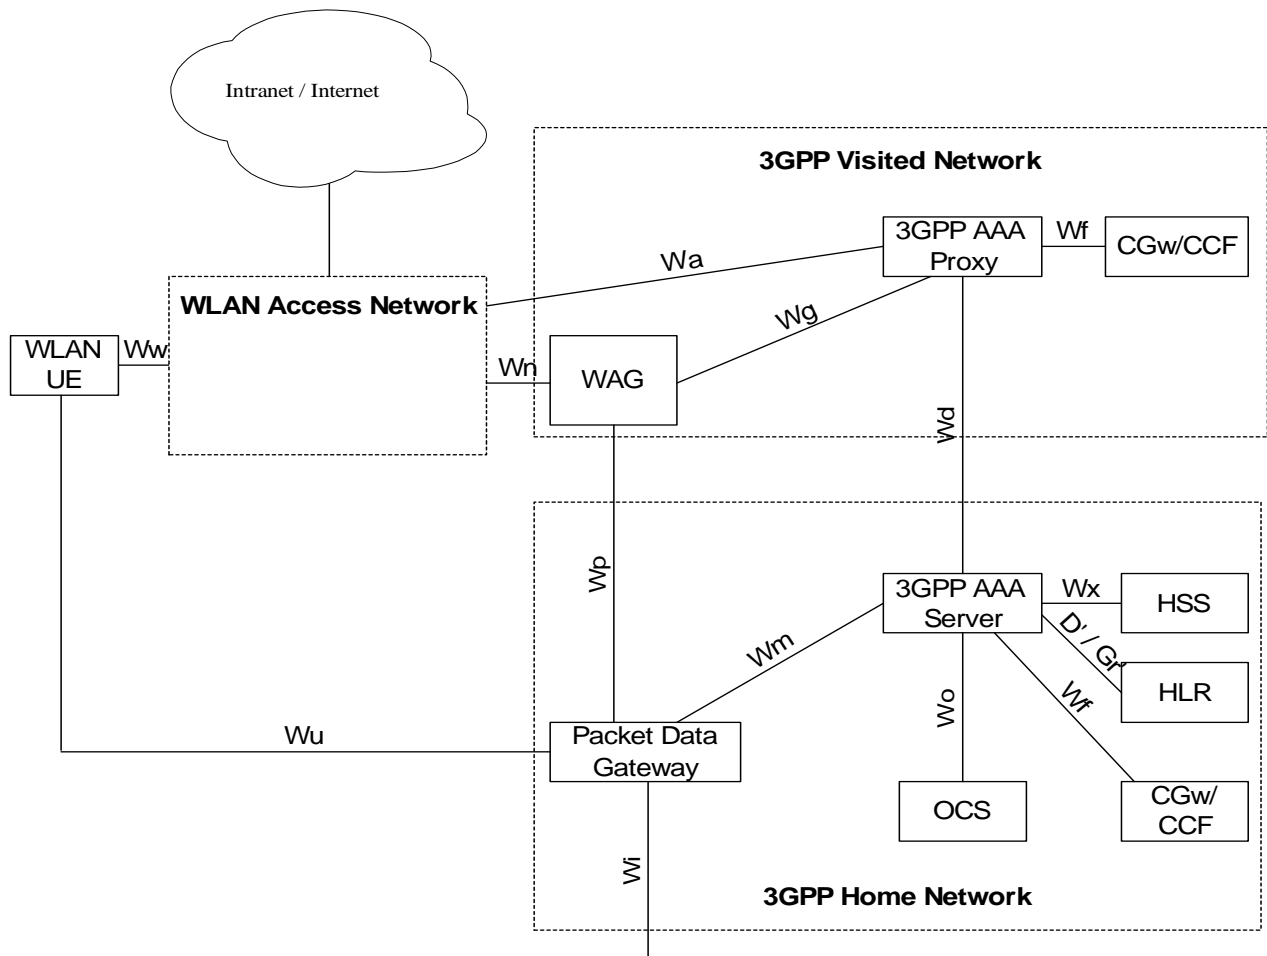 Intranet / Internet
3GPP Visited Network
3GPP AAA
Proxy
Wf
CGw/CCF
Wa
WLAN Access Network
Wg
WLAN
UE
Ww
Wn
WAG
Wd
Wp
3GPP AAA
Server
Wx
HSS
D' / Gr'
HLR
Wm
Wo
Wf
Wu
Packet Data
Gateway
OCS
CGw/
CCF
Wi
3GPP Home Network